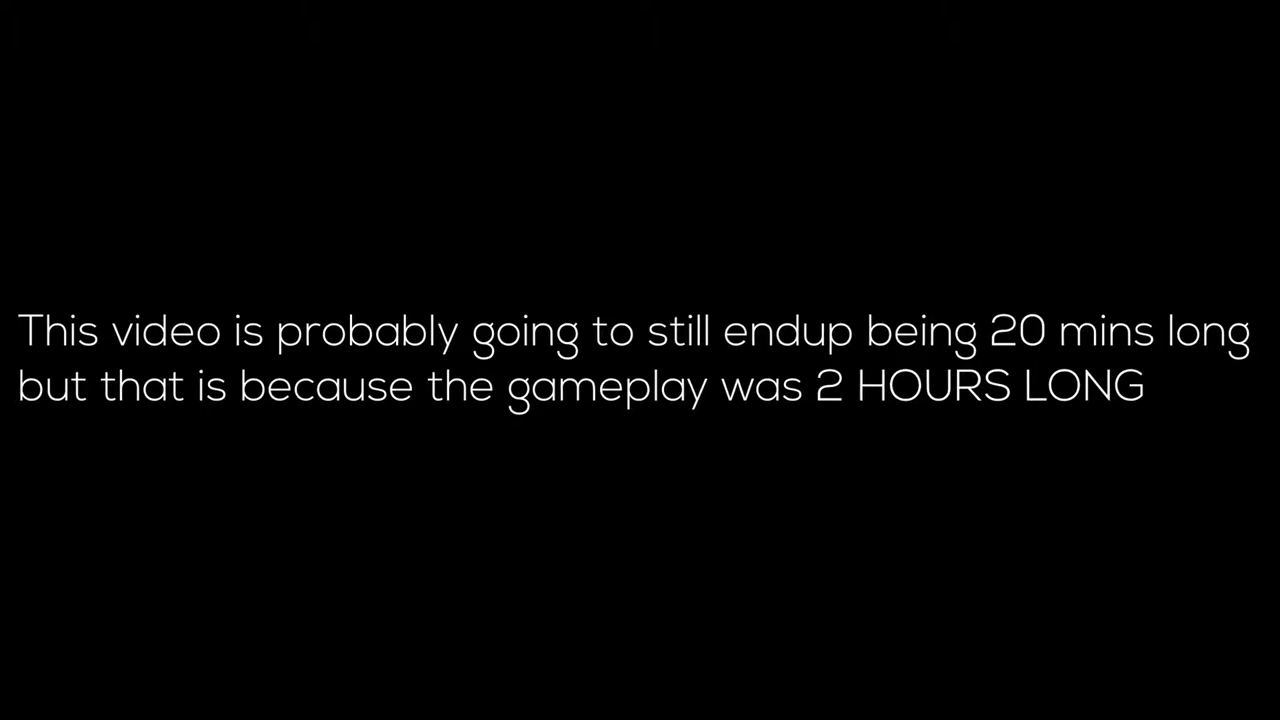 This video is probably going to still endup being 20 mins long
but that is because the gameplay was 2 HOURS LONG